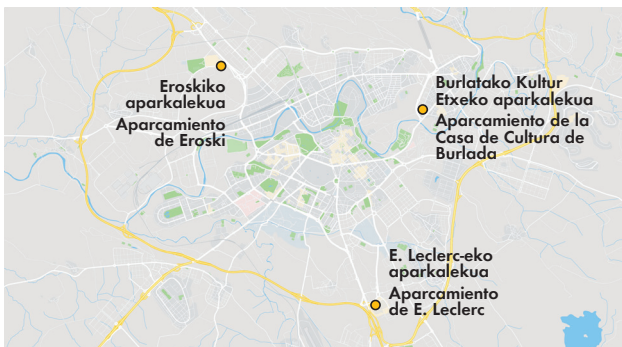 Eroskiko
aparkalekua
Aparcamiento
de Eroski
Burlatako Kultur
Etxeko aparkalekua
Aparcamiento de la
Casa de Cultura de
Burlada
E. Leclerc-eko
aparkalekua
Aparcamiento
de E. Leclerc